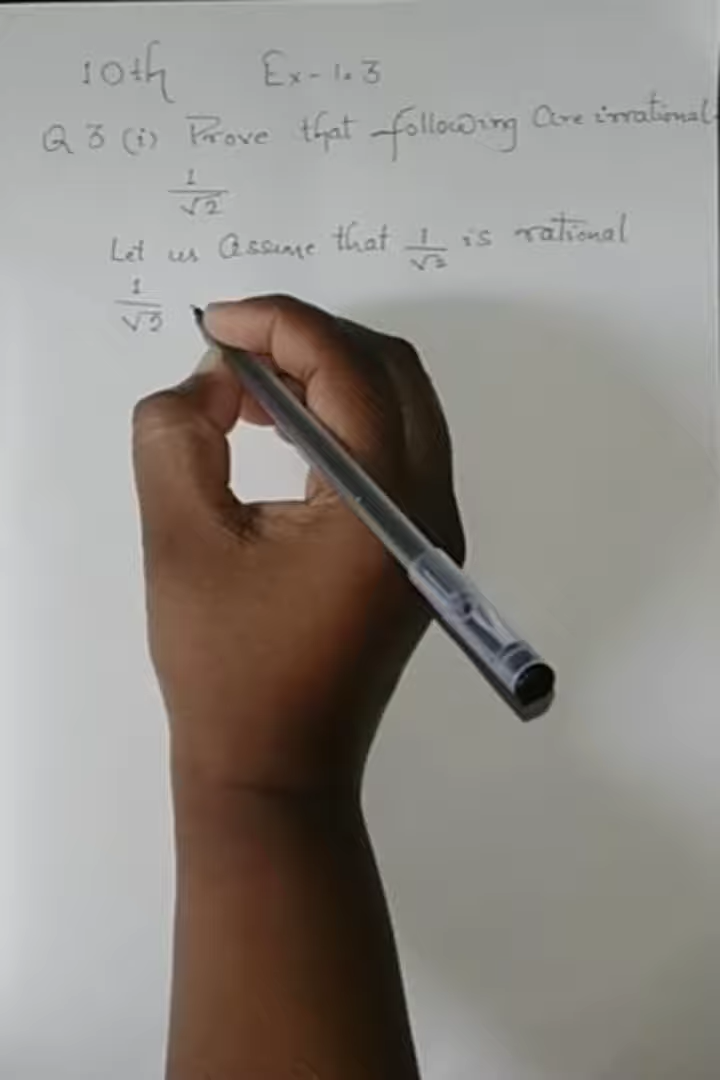 10th Ex-1.3
Q 3 (i) Prove that following are irrational
1
√2
Let us assume that 1/√2 is rational
1
√3